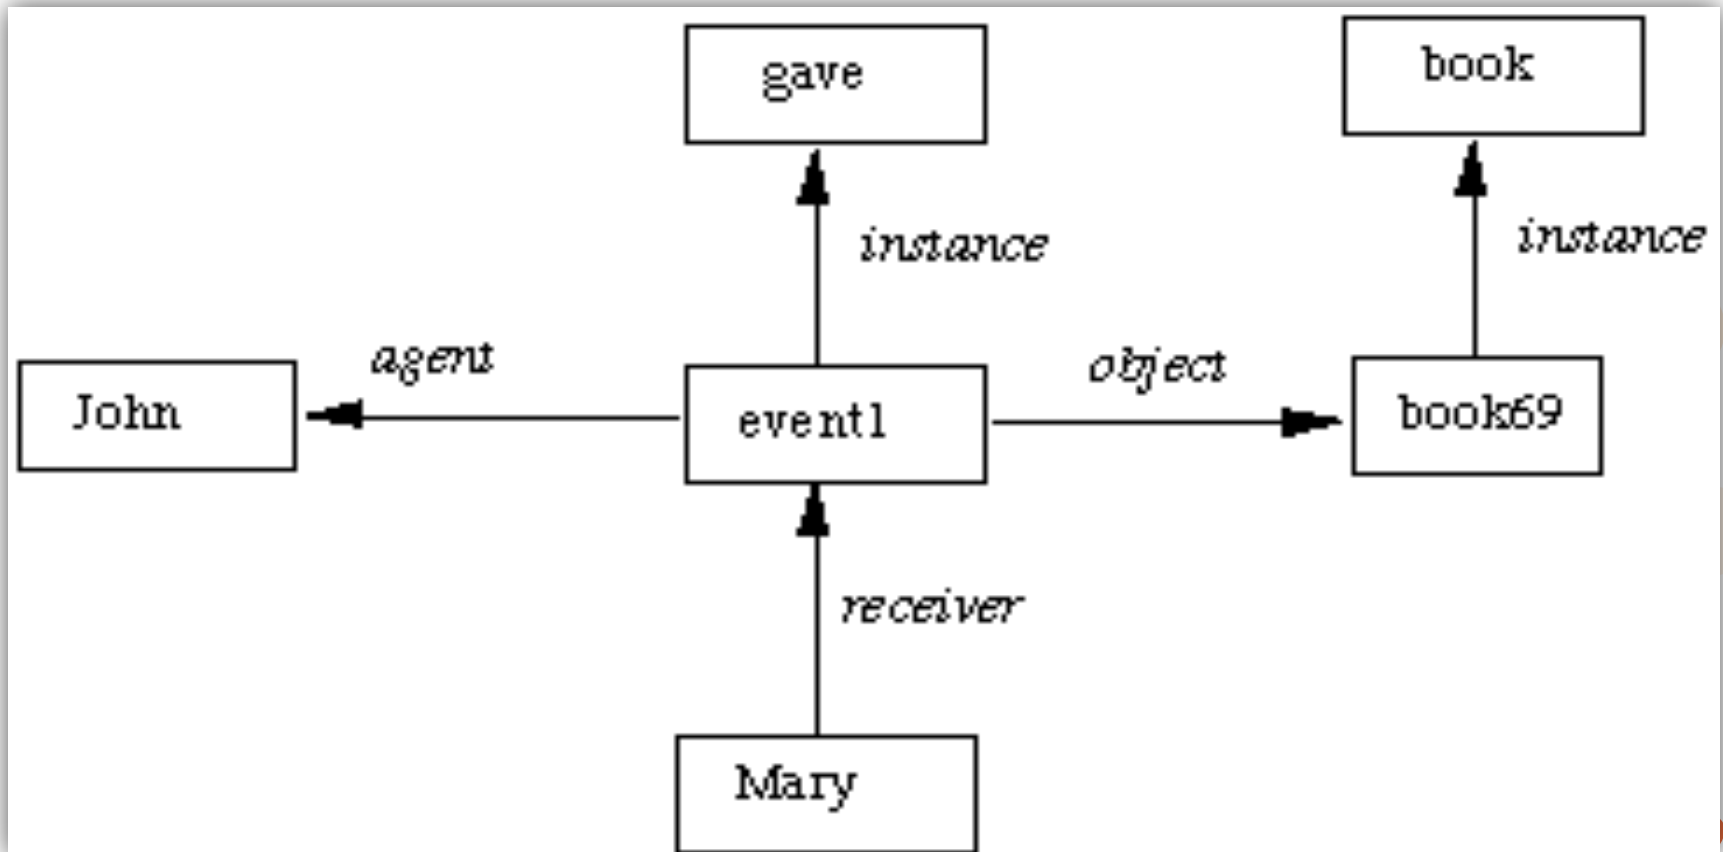 gave
book
instance
instance
agent
object
John
event1
book69
receiver
Mary